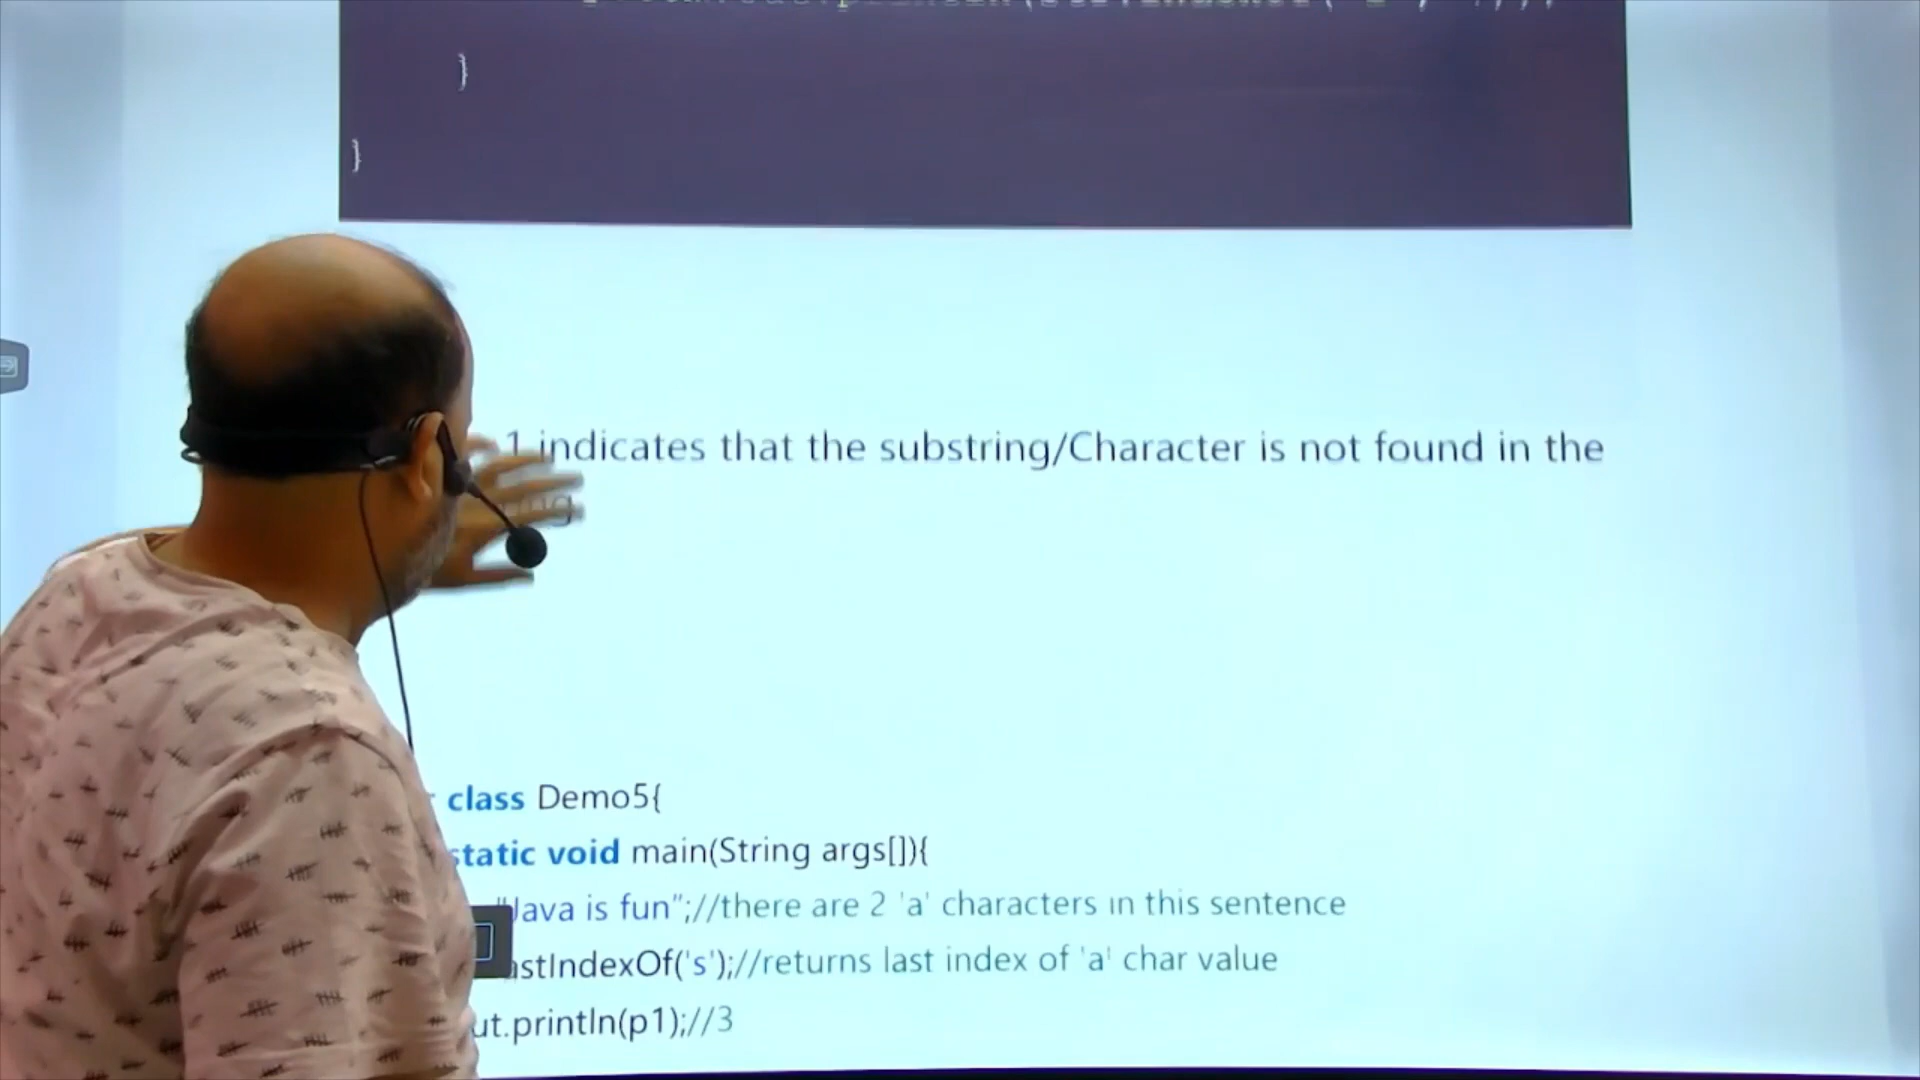 }
}
1 indicates that the substring/Character is not found in the
class Demo5{
static void main(String args[]){
"Java is fun";//there are 2 'a' characters in this sentence
astIndexOf('s');//returns last index of 'a' char value
ut.println(p1);//3